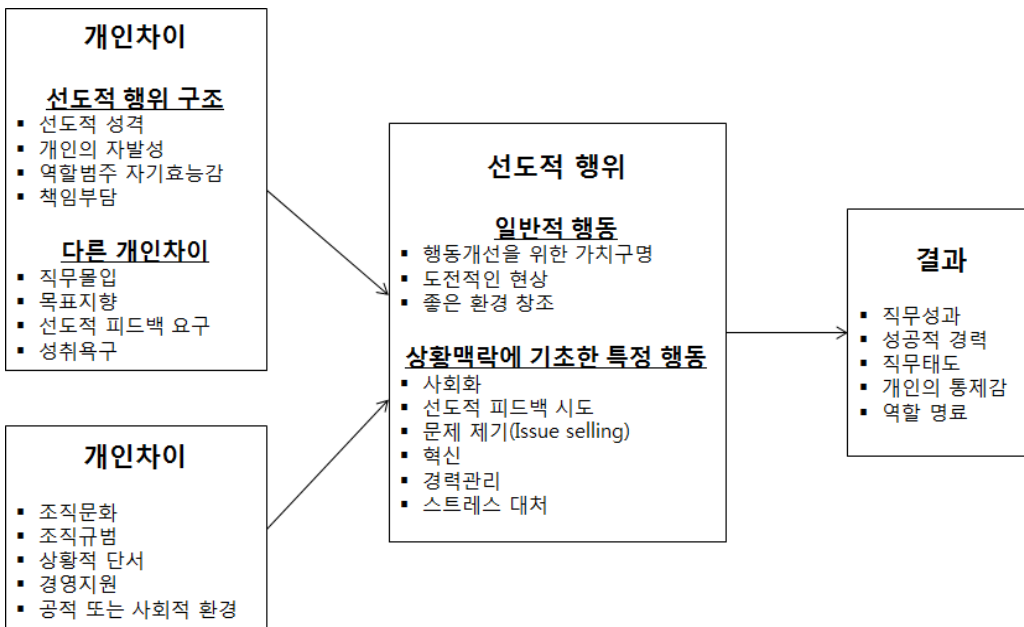 개인차이
선도적 행위 구조
▪ 선도적 성격
▪ 개인의 자발성
▪ 역할범주 자기효능감
▪ 책임부담
다른 개인차이
▪ 직무몰입
▪ 목표지향
▪ 선도적 피드백 요구
▪ 성취욕구
개인차이
▪ 조직문화
▪ 조직규범
▪ 상황적 단서
▪ 경영지원
▪ 공적 또는 사회적 환경
선도적 행위
일반적 행동
▪ 행동개선을 위한 가치구명
▪ 도전적인 현상
▪ 좋은 환경 창조
상황맥락에 기초한 특정 행동
▪ 사회화
▪ 선도적 피드백 시도
▪ 문제 제기(Issue selling)
▪ 혁신
▪ 경력관리
▪ 스트레스 대처
결과
▪ 직무성과
▪ 성공적 경력
▪ 직무태도
▪ 개인의 통제감
▪ 역할 명료